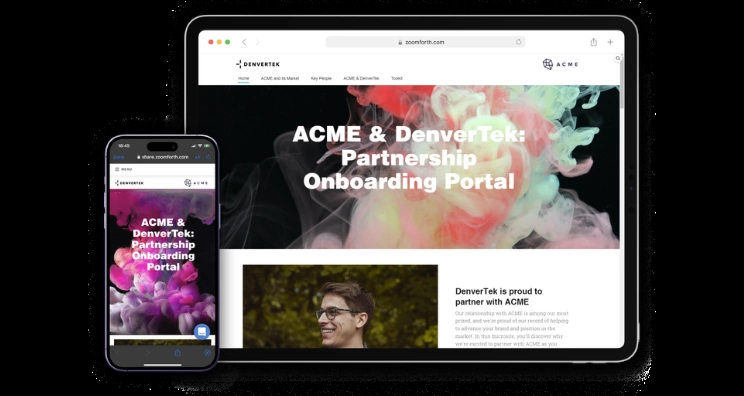 zoomforth.com
DENVERTEK
ACME
Home
ACME and its Market
Key People
ACME & DenverTek
Toolkit
ACME & DenverTek:
Partnership
Onboarding Portal
DenverTek is proud to
partner with ACME
Our relationship with ACME is among our most
prized, and we're proud of our record of helping
to advance your brand and position in the
market. In this microsite, you'll discover why
we're excited to partner with ACME as you
share.zoomforth.com
MENU
DENVERTEK
ACME
ACME &
DenverTek:
Partnership
Onboarding
Portal